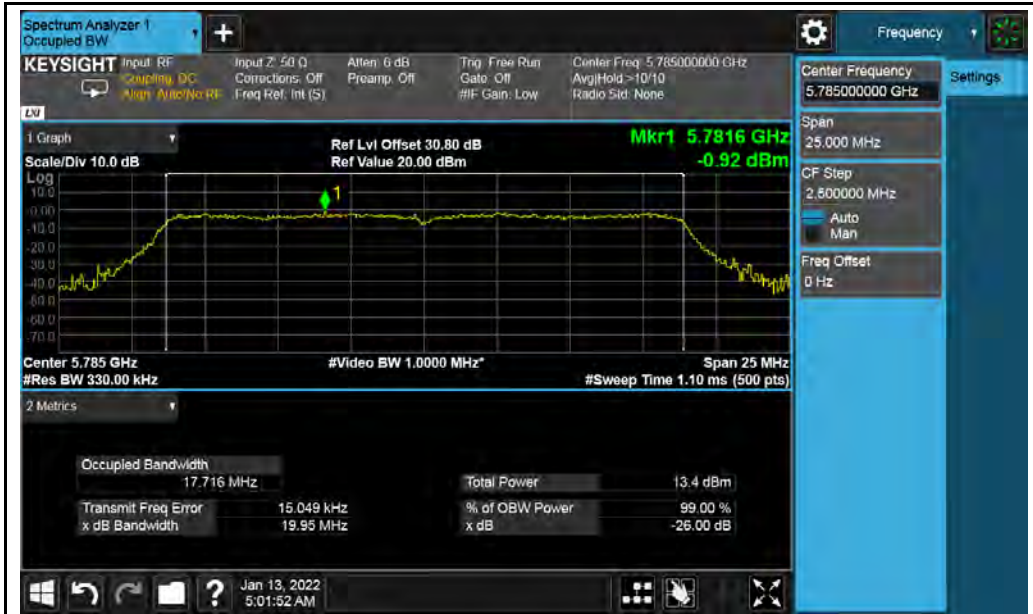 Spectrum Analyzer 1
Occupied BW
Frequency
KEYSIGHT Input: RF Input Z: 50 Ω Atten: 6 dB Trig: Free Run Center Freq: 5.785000000 GHz
Coupling: DC Corrections: Off Preamp: Off Gate: Off Avg|Hold:>10/10
Align: Auto/No RF Freq Ref: Int (S) #IF Gain: Low Radio Std: None
LXI
Center Frequency
5.785000000 GHz
Settings
Span
25.000 MHz
CF Step
2.500000 MHz
Auto
Man
Freq Offset
0 Hz
1 Graph
Scale/Div 10.0 dB
Ref Lvl Offset 30.80 dB
Ref Value 20.00 dBm
Mkr1 5.7816 GHz
-0.92 dBm
Log
10.0
0.00
-10.0
-20.0
-30.0
-40.0
-50.0
-60.0
-70.0
1
Center 5.785 GHz #Video BW 1.0000 MHz* Span 25 MHz
#Res BW 330.00 kHz #Sweep Time 1.10 ms (500 pts)
2 Metrics
Occupied Bandwidth
17.716 MHz
Total Power 13.4 dBm
Transmit Freq Error 15.049 kHz % of OBW Power 99.00 %
x dB Bandwidth 19.95 MHz x dB -26.00 dB
? Jan 13, 2022
5:01:52 AM